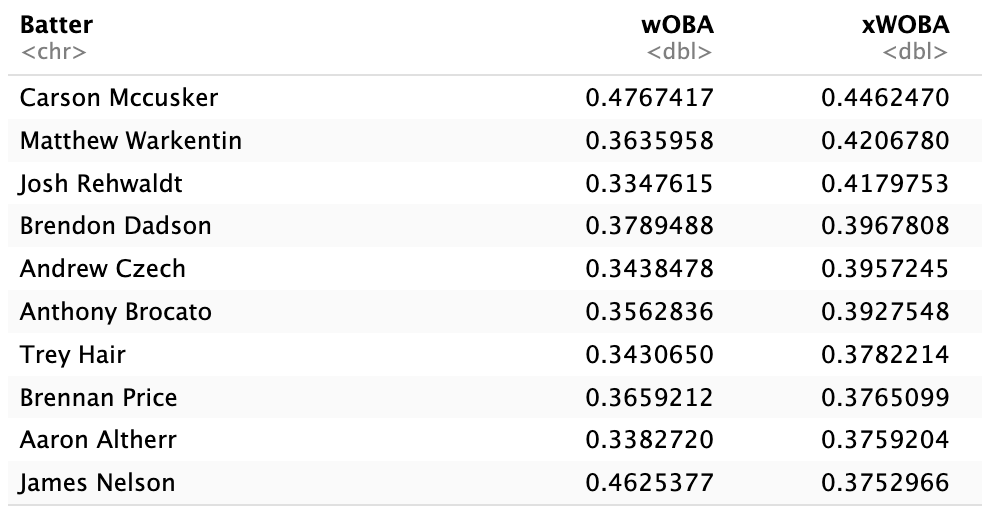 Batter wOBA xWOBA
<chr> <dbl> <dbl>
Carson Mccusker 0.4767417 0.4462470
Matthew Warkentin 0.3635958 0.4206780
Josh Rehwaldt 0.3347615 0.4179753
Brendon Dadson 0.3789488 0.3967808
Andrew Czech 0.3438478 0.3957245
Anthony Brocato 0.3562836 0.3927548
Trey Hair 0.3430650 0.3782214
Brennan Price 0.3659212 0.3765099
Aaron Altherr 0.3382720 0.3759204
James Nelson 0.4625377 0.3752966